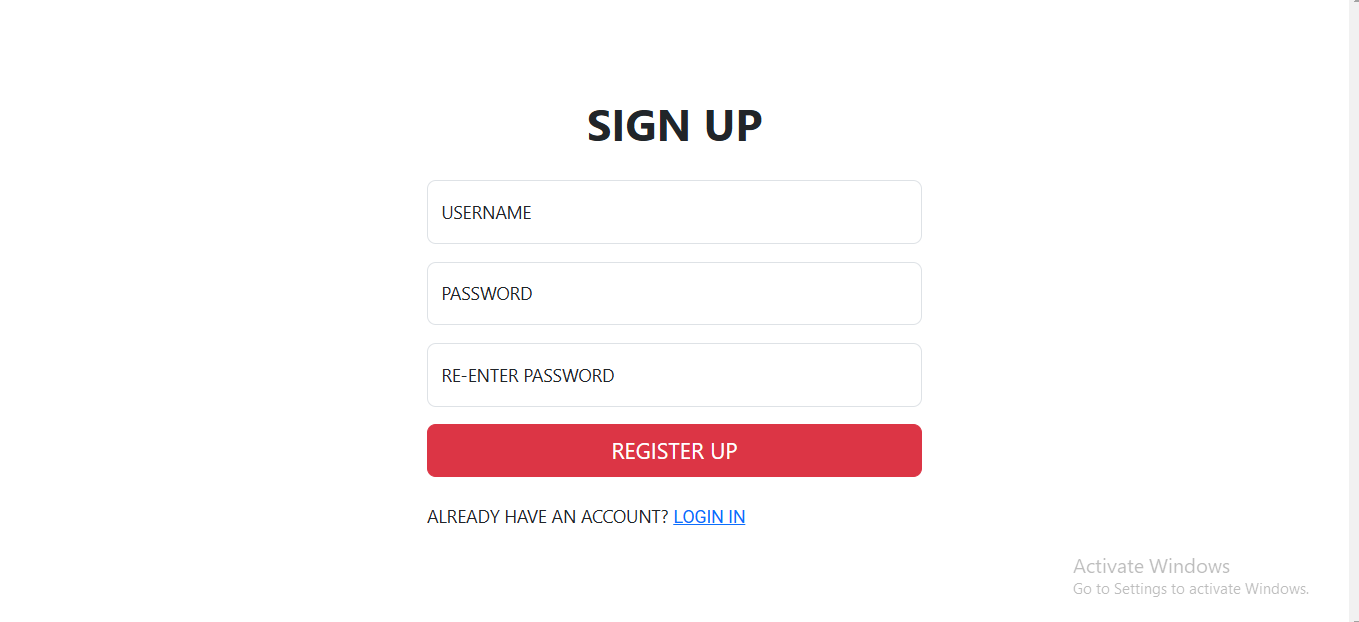 SIGN UP
USERNAME
PASSWORD
RE-ENTER PASSWORD
REGISTER UP
ALREADY HAVE AN ACCOUNT? LOGIN IN
Activate Windows
Go to Settings to activate Windows.